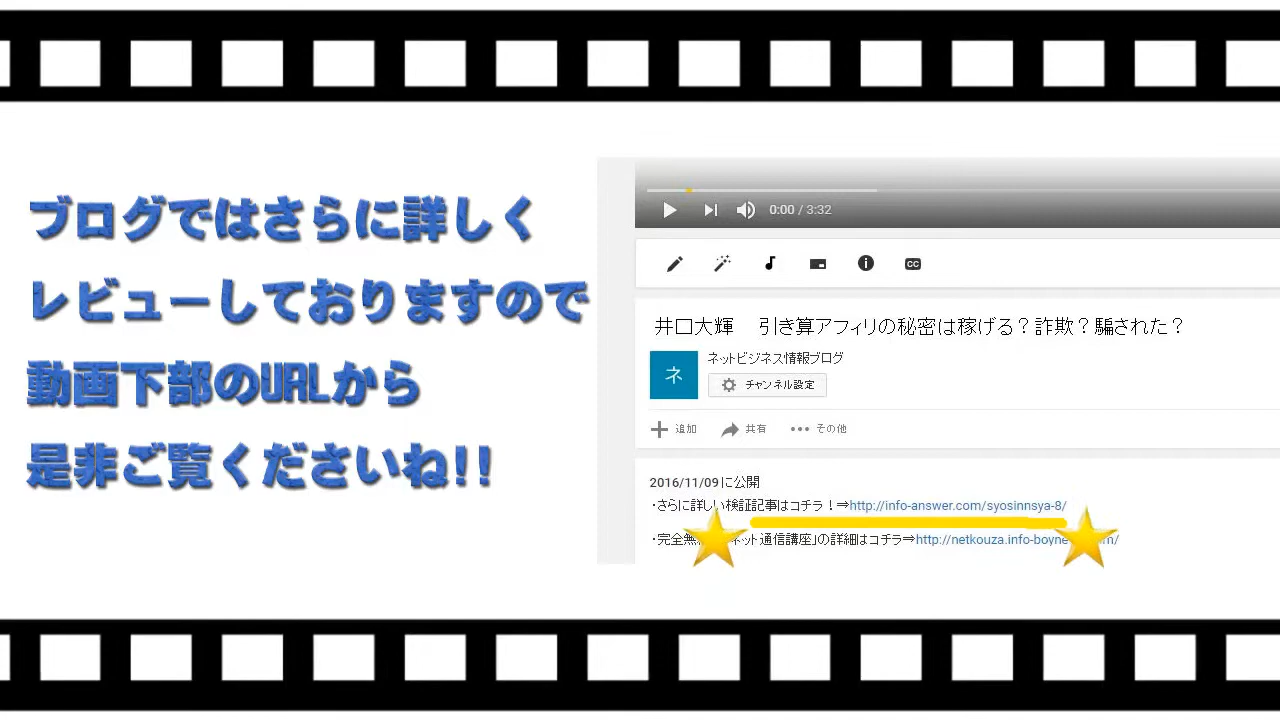 ブログではさらに詳しく
レビューしておりますので
動画下部のURLから
是非ご覧くださいね!!
0:00 / 3:32
CC
井口大輝　引き算アフィリの秘密は稼げる？詐欺？騙された？
ネ
ネットビジネス情報ブログ
チャンネル設定
追加 共有 その他
2016/11/09 に公開
・さらに詳しい検証記事はコチラ！⇒http://info-answer.com/syosinnsya-8/
・完全無 ネット通信講座」の詳細はコチラ⇒http://netkouza.info-boyne m/